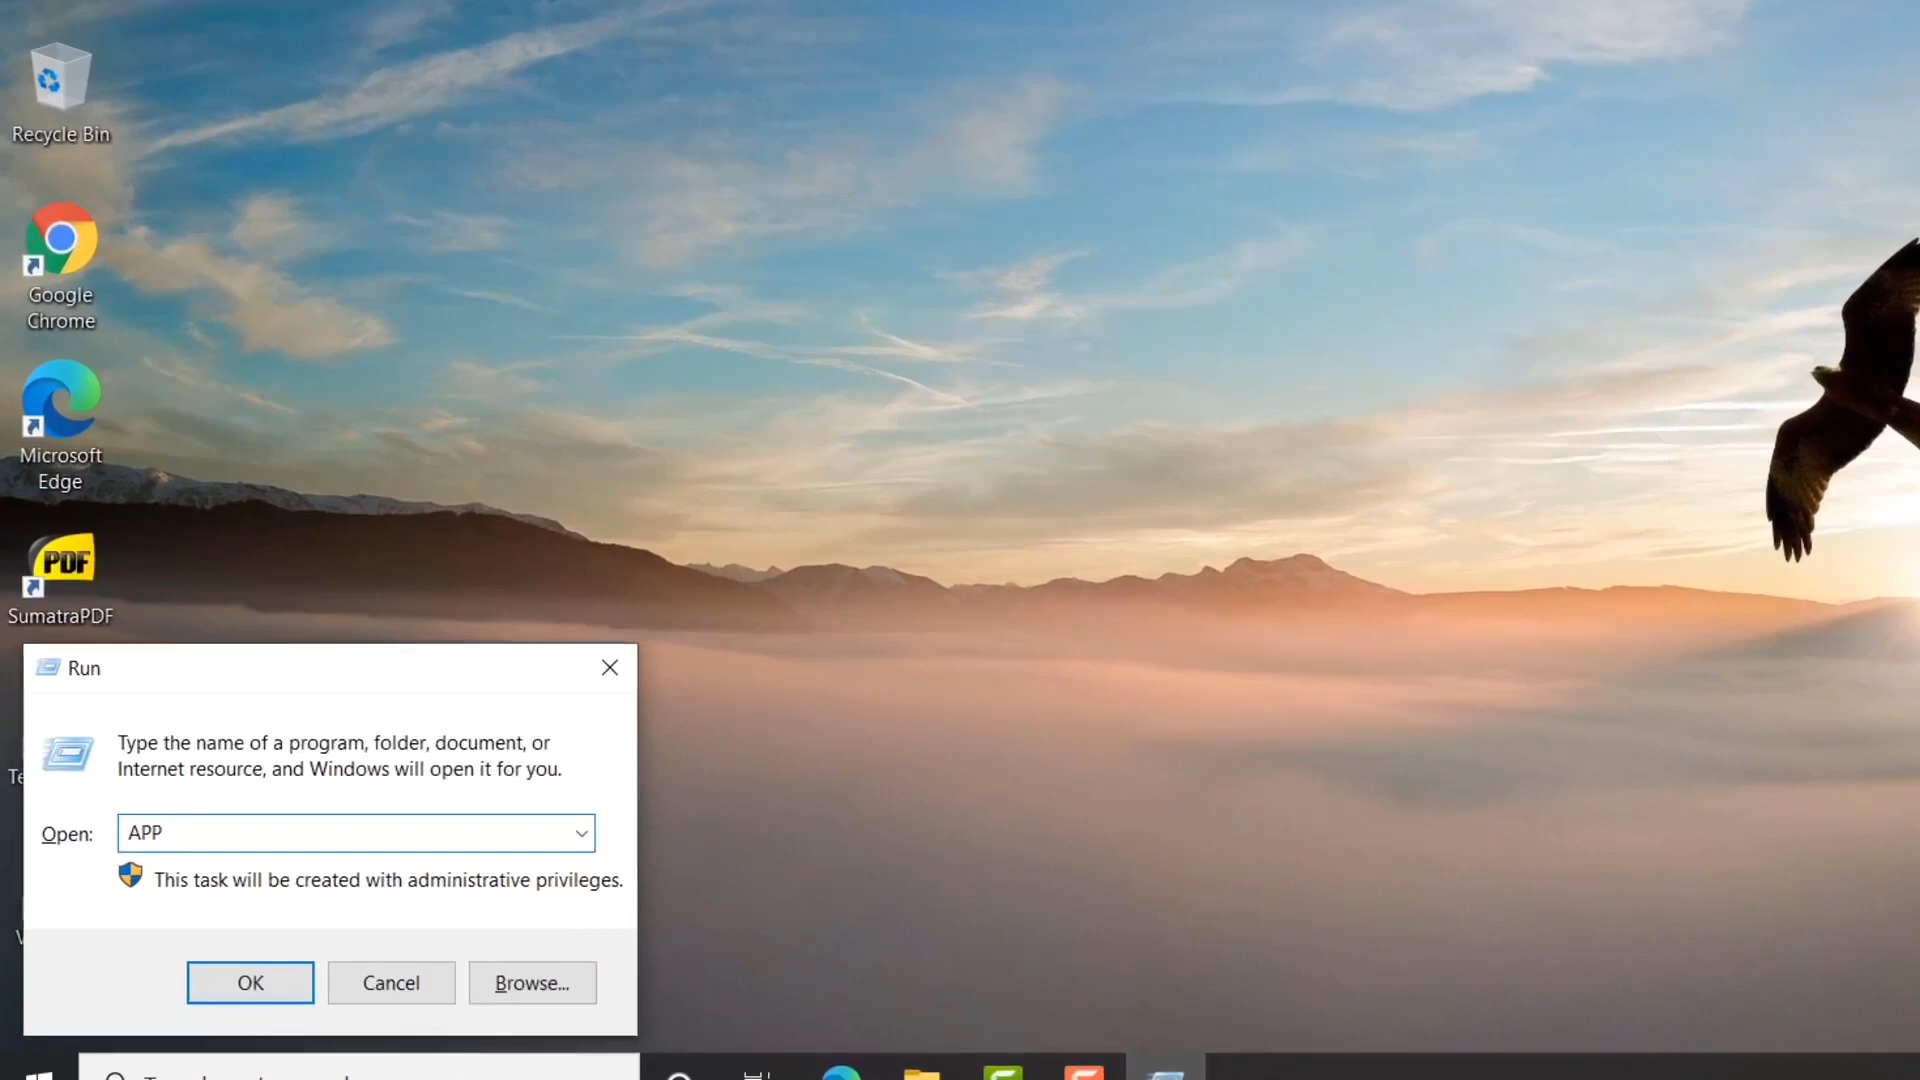 Recycle Bin
Google
Chrome
Microsoft
Edge
PDF
SumatraPDF
Run
Type the name of a program, folder, document, or
Internet resource, and Windows will open it for you.
Open:
APP
This task will be created with administrative privileges.
OK
Cancel
Browse...